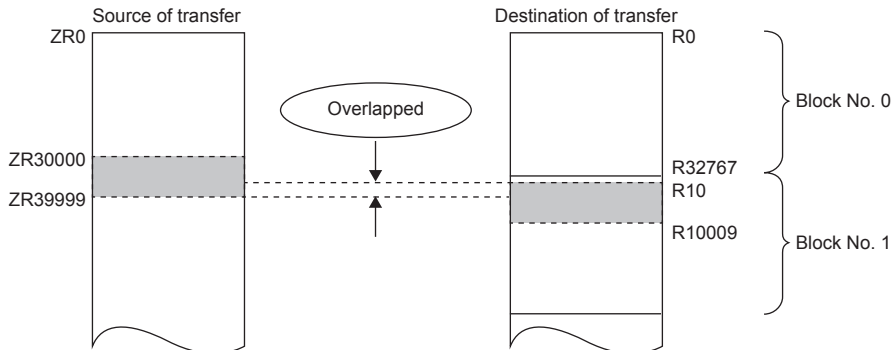 Source of transfer
Destination of transfer
ZR0
R0
Block No. 0
Overlapped
ZR30000
R32767
R10
ZR39999
R10009
Block No. 1